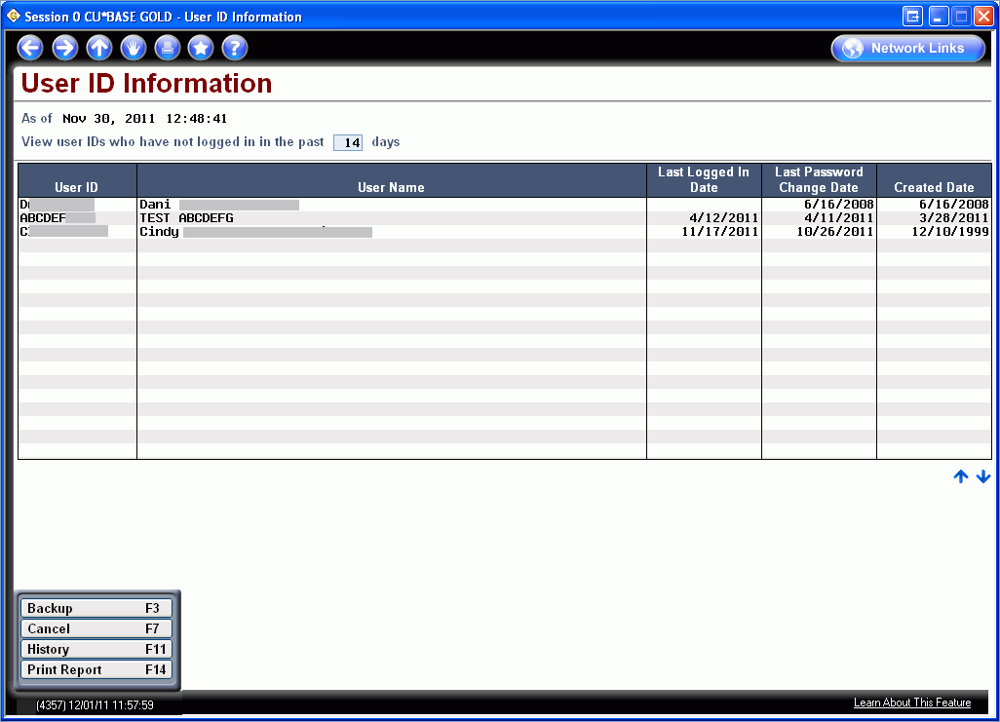 Session 0 CU*BASE GOLD - User ID Information
Network Links
User ID Information
As of Nov 30, 2011 12:48:41
View user IDs who have not logged in in the past 14 days
User ID User Name Last Logged In Date Last Password Change Date Created Date
Dani 6/16/2008 6/16/2008
ABCDEF TEST ABCDEFG 4/12/2011 4/11/2011 3/28/2011
Cindy 11/17/2011 10/26/2011 12/10/1999
Backup F3
Cancel F7
History F11
Print Report F14
(4357) 12/01/11 11:57:59
Learn About This Feature